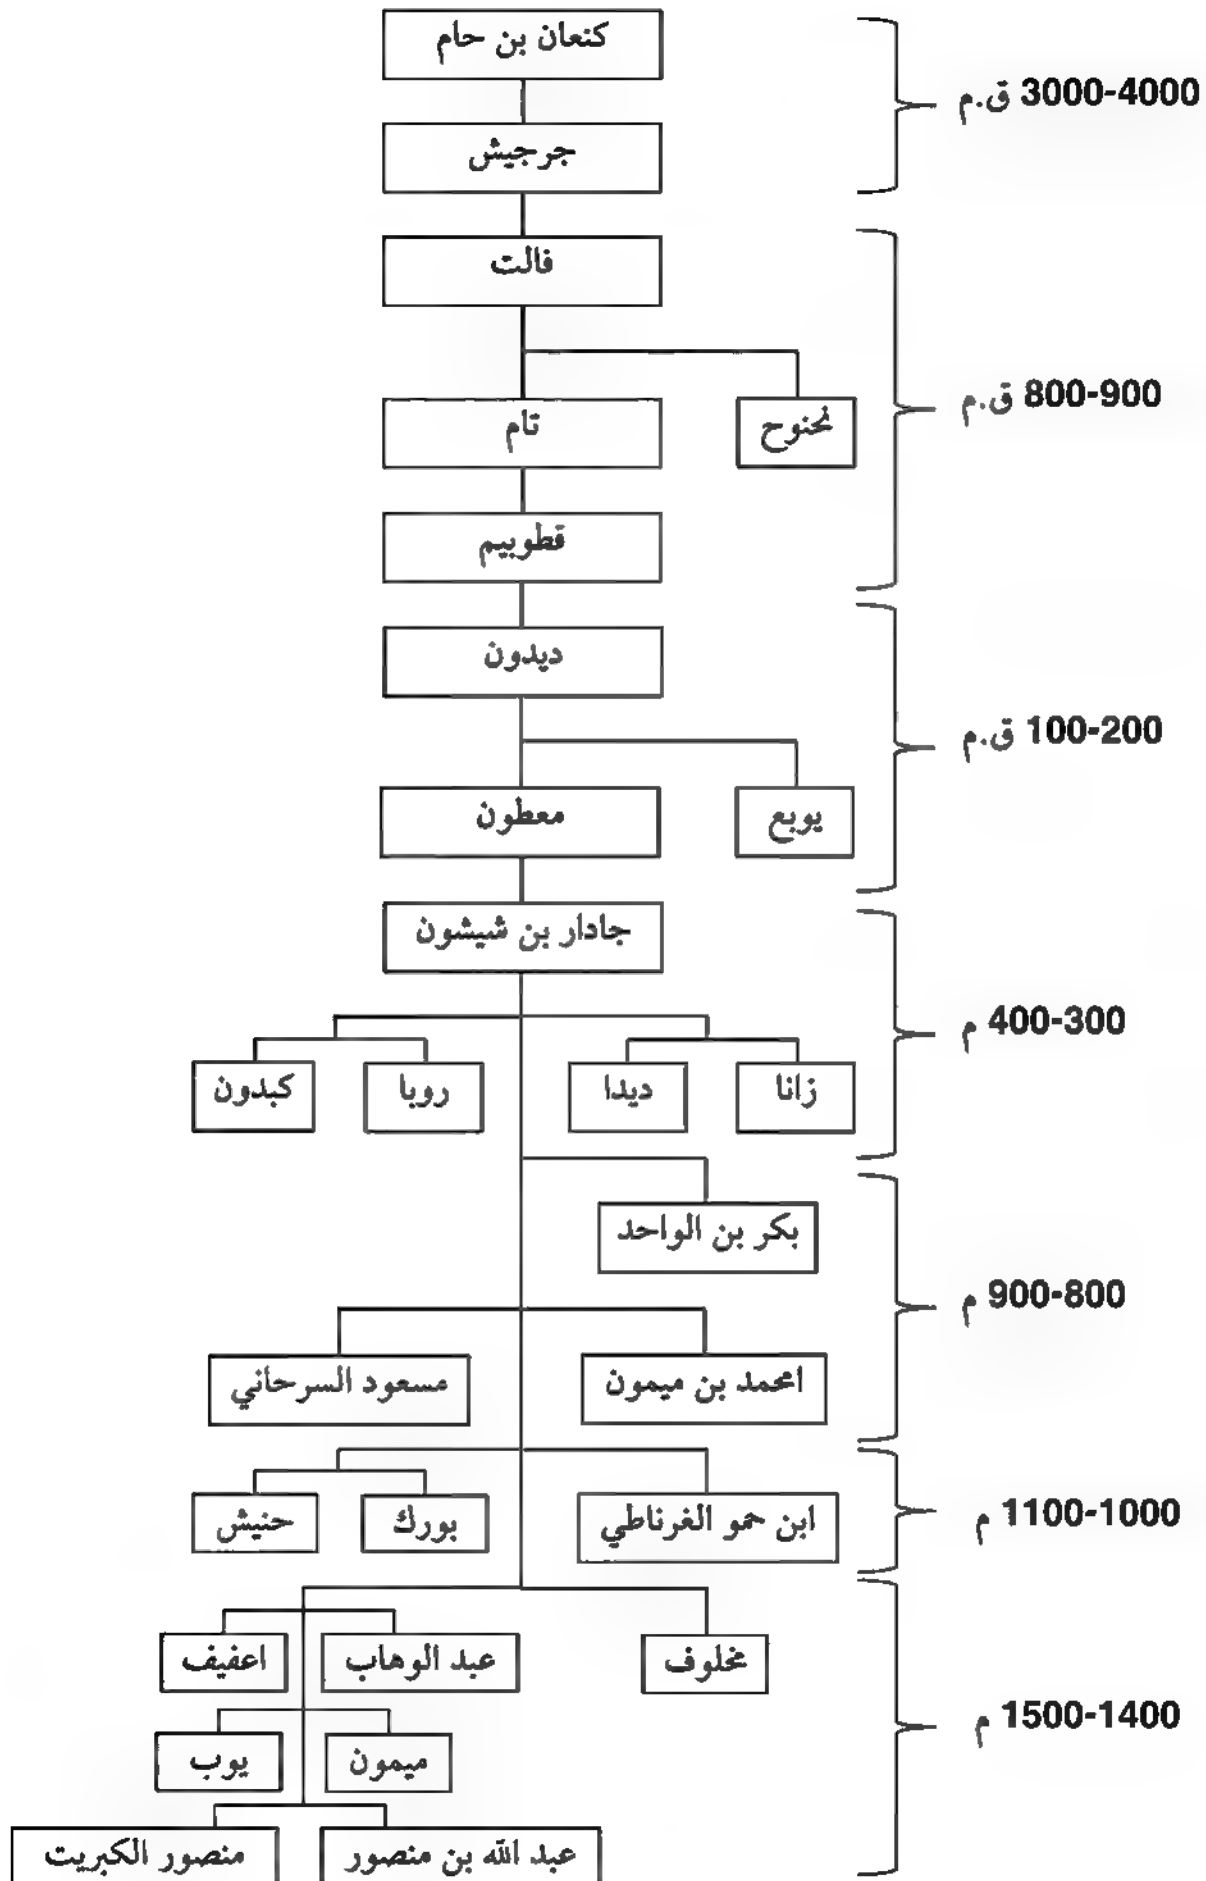 كنعان بن حام
3000-4000 ق.م
جرجيش
فالت
800-900 ق.م
نحنوح
تام
قطوبيم
ديدون
100-200 ق.م
يوبع
معطون
جادار بن شيشون
400-300 م
زانا
ديدا
روبا
كبدون
بكر بن الواحد
900-800 م
امحمد بن ميمون
مسعود السرحاني
1100-1000 م
ابن حمو الغرناطي
بورك
حنيش
مخلوف
عبد الوهاب
اعفيف
1500-1400 م
ميمون
يوب
عبد الله بن منصور
منصور الكبريت